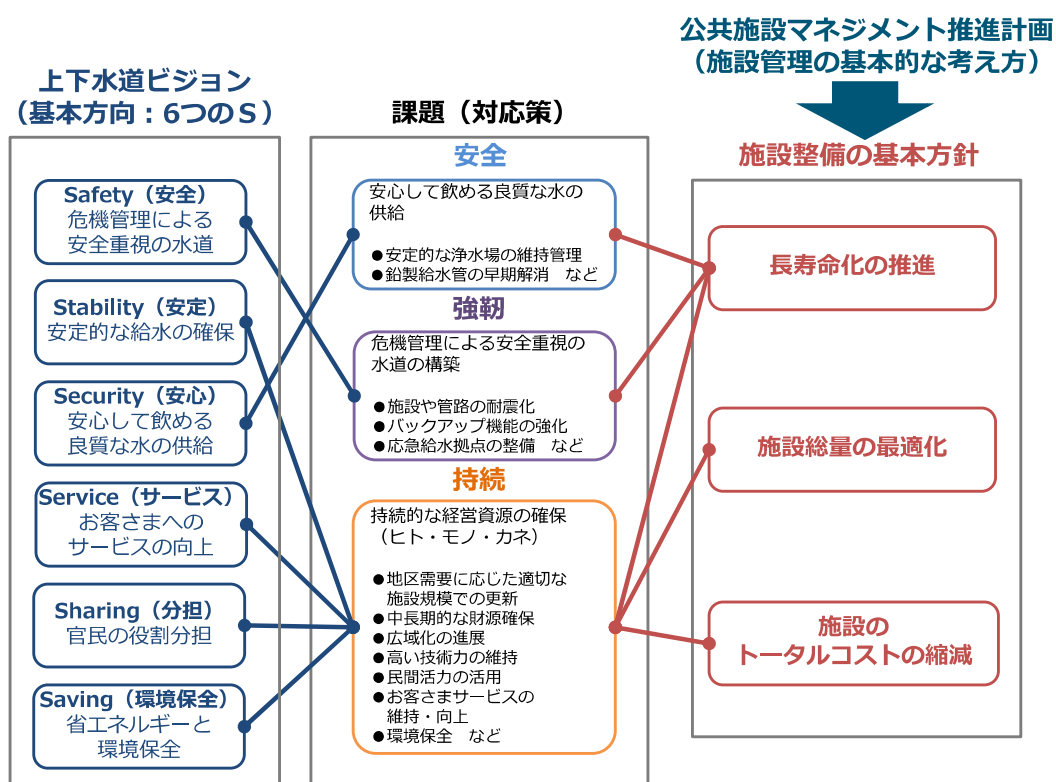 公共施設マネジメント推進計画
（施設管理の基本的な考え方）
上下水道ビジョン
（基本方向：6つのＳ）
Safety（安全）
危機管理による
安全重視の水道
Stability（安定）
安定的な給水の確保
Security（安心）
安心して飲める
良質な水の供給
Service（サービス）
お客さまへの
サービスの向上
Sharing（分担）
官民の役割分担
Saving（環境保全）
省エネルギーと
環境保全
課題（対応策）
安全
安心して飲める良質な水の
供給
●安定的な浄水場の維持管理
●鉛製給水管の早期解消　など
強靭
危機管理による安全重視の
水道の構築
●施設や管路の耐震化
●バックアップ機能の強化
●応急給水拠点の整備　など
持続
持続的な経営資源の確保
（ヒト・モノ・カネ）
●地区需要に応じた適切な
施設規模での更新
●中長期的な財源確保
●広域化の進展
●高い技術力の維持
●民間活力の活用
●お客さまサービスの
維持・向上
●環境保全　など
施設整備の基本方針
長寿命化の推進
施設総量の最適化
施設の
トータルコストの縮減